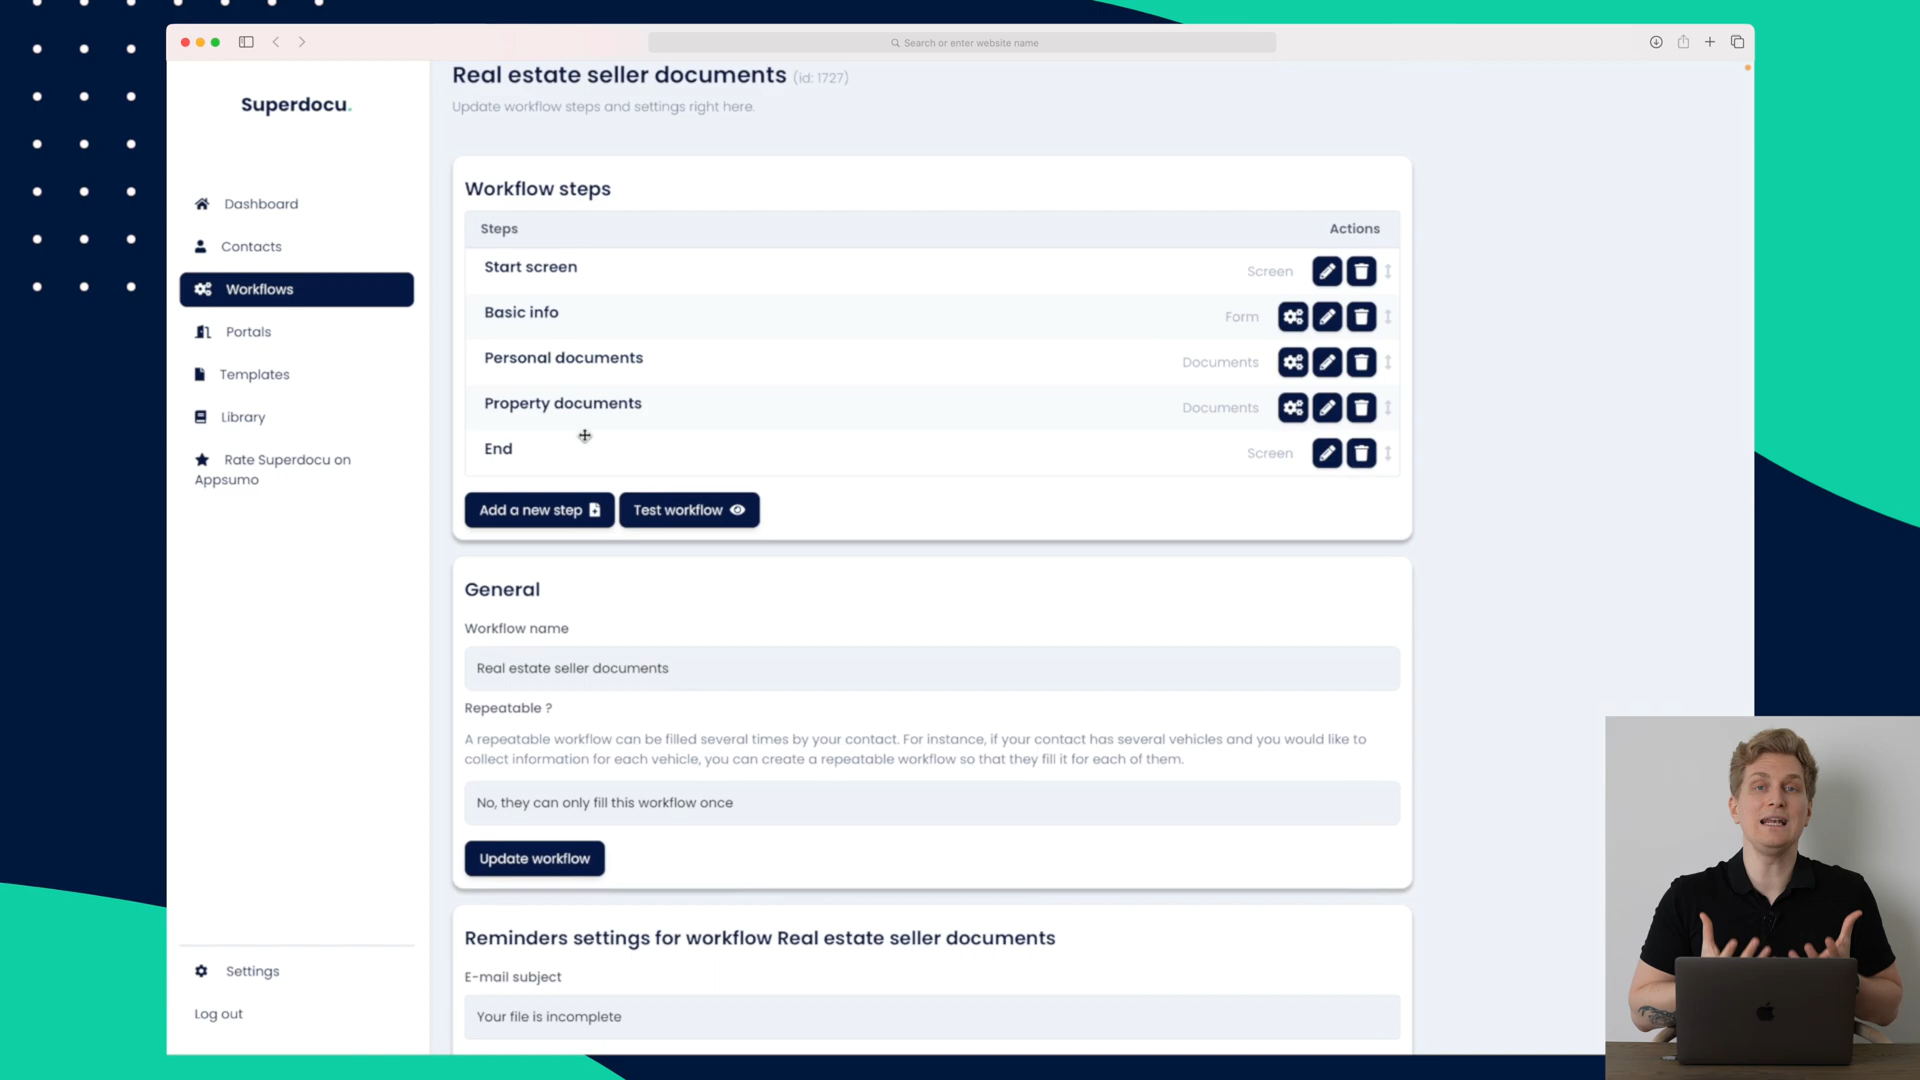 Search or enter website name
Superdocu.
Dashboard
Contacts
Workflows
Portals
Templates
Library
Rate Superdocu on
Appsumo
Settings
Log out
Real estate seller documents (id: 1727)
Update workflow steps and settings right here.
Workflow steps
Steps Actions
Start screen Screen
Basic info Form
Personal documents Documents
Property documents Documents
End Screen
Add a new step Test workflow
General
Workflow name
Real estate seller documents
Repeatable ?
A repeatable workflow can be filled several times by your contact. For instance, if your contact has several vehicles and you would like to
collect information for each vehicle, you can create a repeatable workflow so that they fill it for each of them.
No, they can only fill this workflow once
Update workflow
Reminders settings for workflow Real estate seller documents
E-mail subject
Your file is incomplete